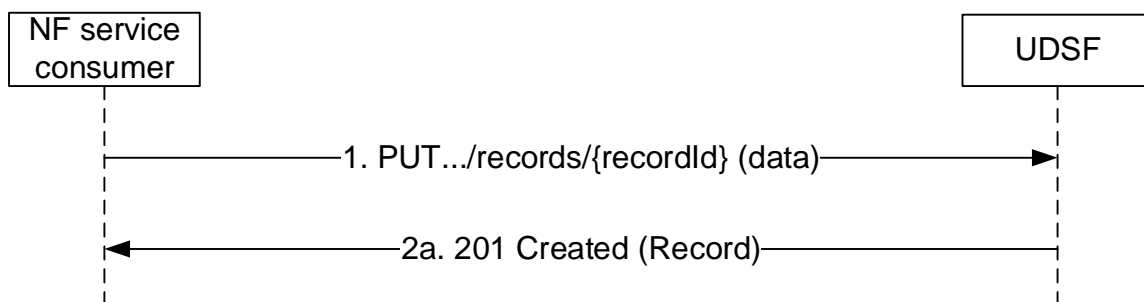 NF service
consumer
UDSF
1. PUT.../records/{recordId} (data)
2a. 201 Created (Record)